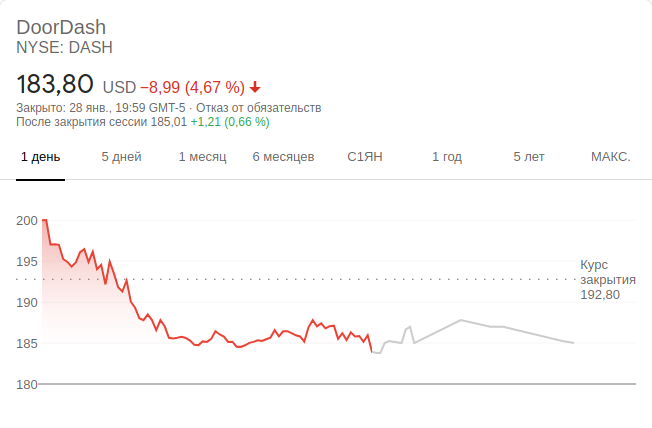 DoorDash
NYSE: DASH
183,80 USD −8,99 (4,67 %)
Закрыто: 28 янв., 19:59 GMT-5 · Отказ от обязательств
После закрытия сессии 185,01 +1,21 (0,66 %)
1 день 5 дней 1 месяц 6 месяцев С1ЯН 1 год 5 лет МАКС.
200
195
Курс
закрытия
192,80
190
185
180